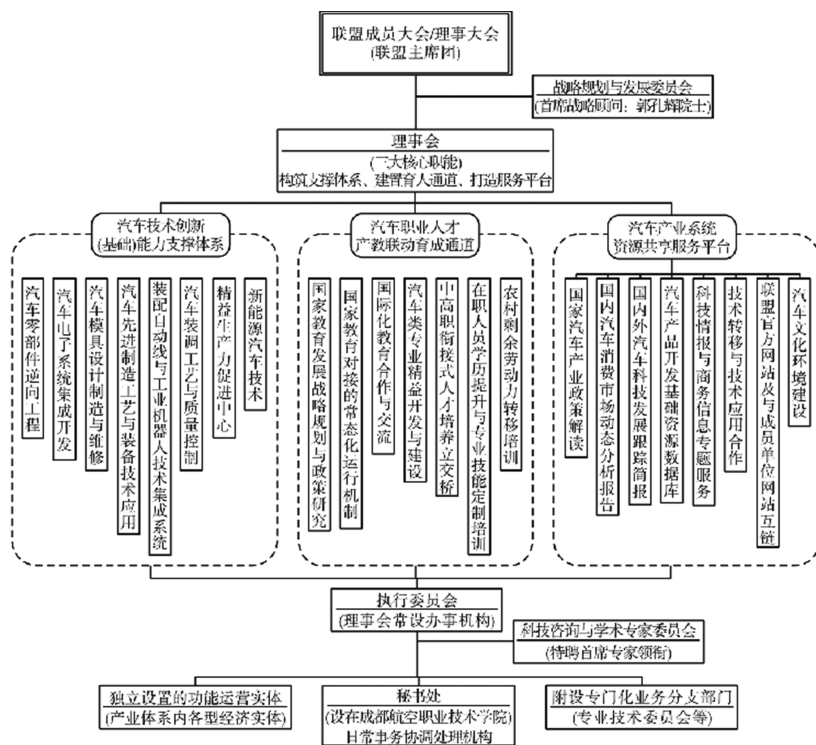 联盟成员大会/理事大会
(联盟主席团)
战略规划与发展委员会
(首席战略顾问：郭孔辉院士)
理事会
(三大核心职能)
构筑支撑体系、建置育人通道、打造服务平台
汽车技术创新
(基础)能力支撑体系
汽车职业人才
产教联动育成通道
汽车产业系统
资源共享服务平台
汽车零部件逆向工程
汽车电子系统集成开发
汽车模具设计制造与维修
汽车先进制造工艺与装备技术应用
装配自动线与工业机器人技术集成系统
汽车装调工艺与质量控制
精益生产力促进中心
新能源汽车技术
国家教育发展战略规划与政策研究
国家教育对接的常态化运行机制
国际化教育合作与交流
汽车类专业精益开发与建设
中高职衔接式人才培养立交桥
在职人员学历提升与专业技能定制培训
农村剩余劳动力转移培训
国家汽车产业政策解读
国内汽车消费市场动态分析报告
国内外汽车科技发展跟踪简报
汽车产品开发基础资源数据库
科技情报与商务信息专题服务
技术转移与技术应用合作
联盟官方网站及与成员单位网站互链
汽车文化环境建设
执行委员会
(理事会常设办事机构)
科技咨询与学术专家委员会
(特聘首席专家领衔)
独立设置的功能运营实体
(产业体系内各型经济实体)
秘书处
(设在成都航空职业技术学院)
日常事务协调处理机构
附设专门化业务分支部门
(专业技术委员会等)